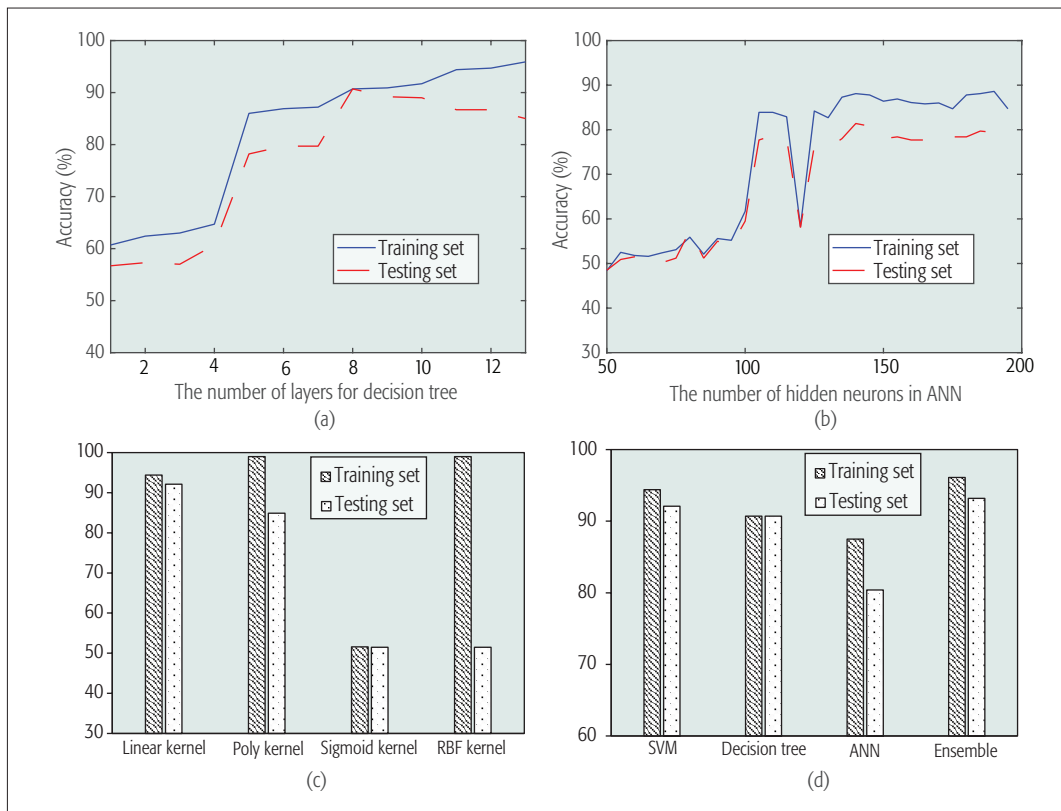 100
90
80
70
60
50
40
Accuracy (%)
Training set
Testing set
2 4 6 8 10 12
The number of layers for decision tree
(a)
100
90
80
70
60
50
40
30
Accuracy (%)
Training set
Testing set
50 100 150 200
The number of hidden neurons in ANN
(b)
100
90
80
70
60
50
40
30
Training set
Testing set
Linear kernel Poly kernel Sigmoid kernel RBF kernel
(c)
100
90
80
70
60
Training set
Testing set
SVM Decision tree ANN Ensemble
(d)